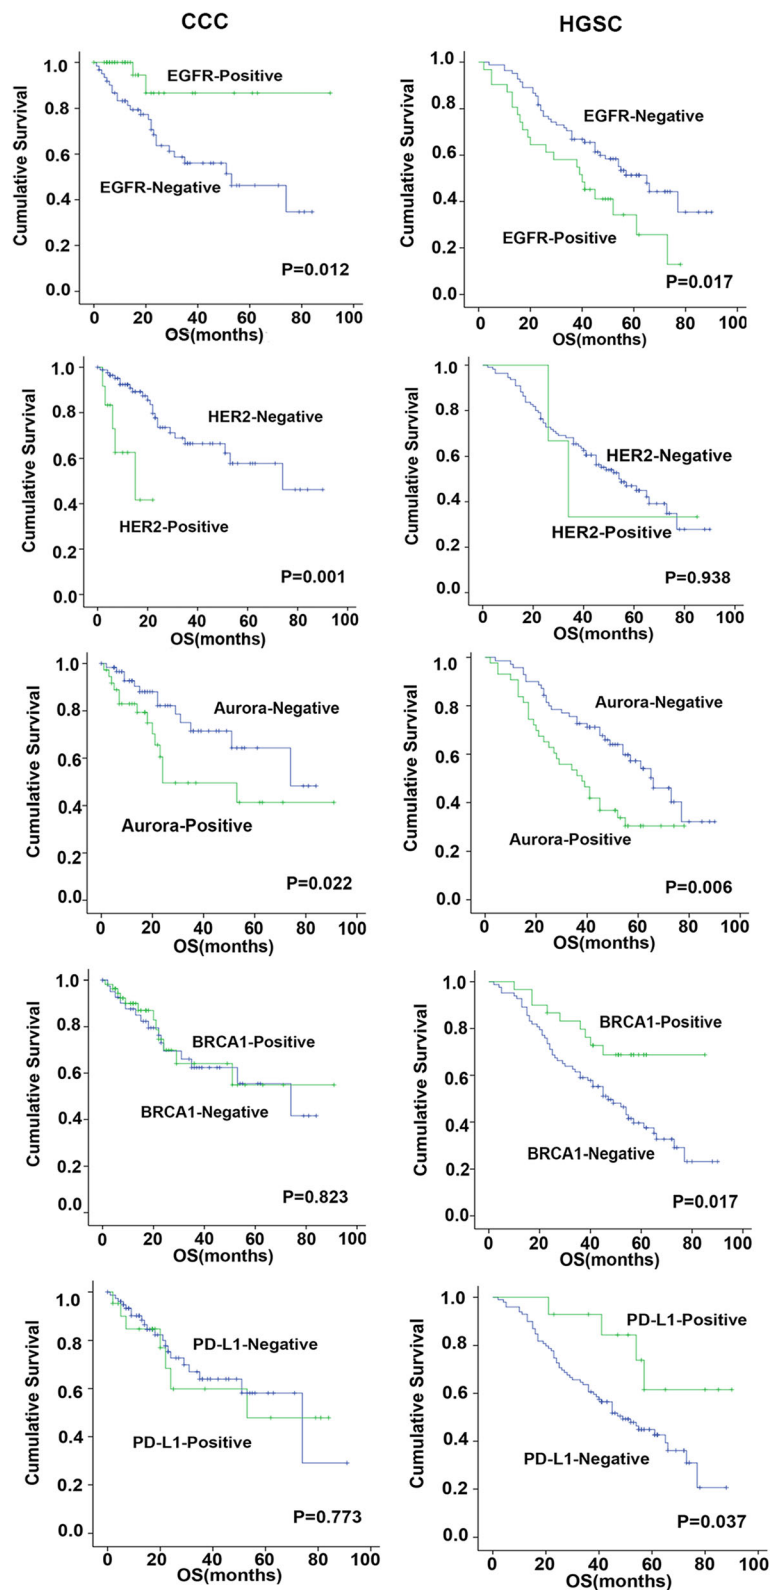 CCC
HGSC
Cumulative Survival
1.0
0.8
0.6
0.4
0.2
0.0
EGFR-Positive
EGFR-Negative
P=0.012
0 20 40 60 80 100
OS(months)
Cumulative Survival
1.0
0.8
0.6
0.4
0.2
0.0
EGFR-Negative
EGFR-Positive
P=0.017
0 20 40 60 80 100
OS(months)
Cumulative Survival
1.0
0.8
0.6
0.4
0.2
0.0
HER2-Negative
HER2-Positive
P=0.001
0 20 40 60 80 100
OS(months)
Cumulative Survival
1.0
0.8
0.6
0.4
0.2
0.0
HER2-Negative
HER2-Positive
P=0.938
0 20 40 60 80 100
OS(months)
Cumulative Survival
1.0
0.8
0.6
0.4
0.2
0.0
Aurora-Negative
Aurora-Positive
P=0.022
0 20 40 60 80 100
OS(months)
Cumulative Survival
1.0
0.8
0.6
0.4
0.2
0.0
Aurora-Negative
Aurora-Positive
P=0.006
0 20 40 60 80 100
OS(months)
Cumulative Survival
1.0
0.8
0.6
0.4
0.2
0.0
BRCA1-Positive
BRCA1-Negative
P=0.823
0 20 40 60 80 100
OS(months)
Cumulative Survival
1.0
0.8
0.6
0.4
0.2
0.0
BRCA1-Positive
BRCA1-Negative
P=0.017
0 20 40 60 80 100
OS(months)
Cumulative Survival
1.0
0.8
0.6
0.4
0.2
0.0
PD-L1-Negative
PD-L1-Positive
P=0.773
0 20 40 60 80 100
OS(months)
Cumulative Survival
1.0
0.8
0.6
0.4
0.2
0.0
PD-L1-Positive
PD-L1-Negative
P=0.037
0 20 40 60 80 100
OS(months)